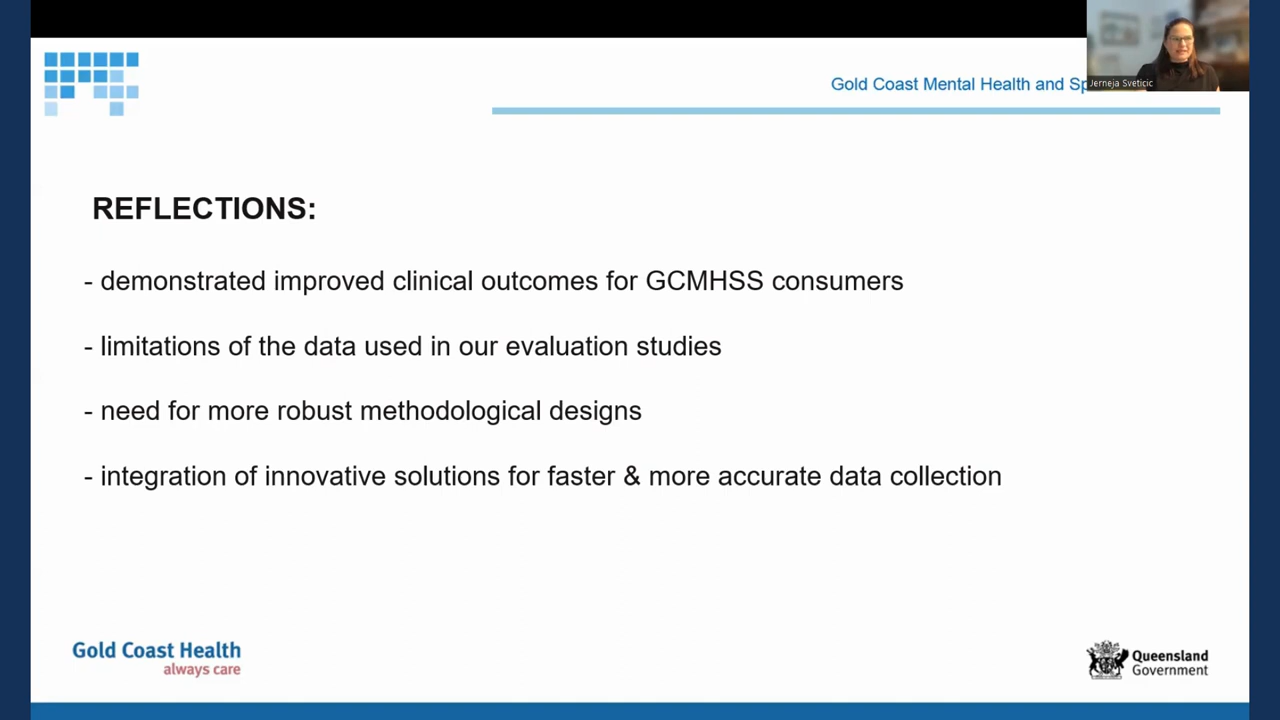 Gold Coast Mental Health and
Jerneja Sveticic
REFLECTIONS:
- demonstrated improved clinical outcomes for GCMHSS consumers
- limitations of the data used in our evaluation studies
- need for more robust methodological designs
- integration of innovative solutions for faster & more accurate data collection
Gold Coast Health
always care
Queensland
Government